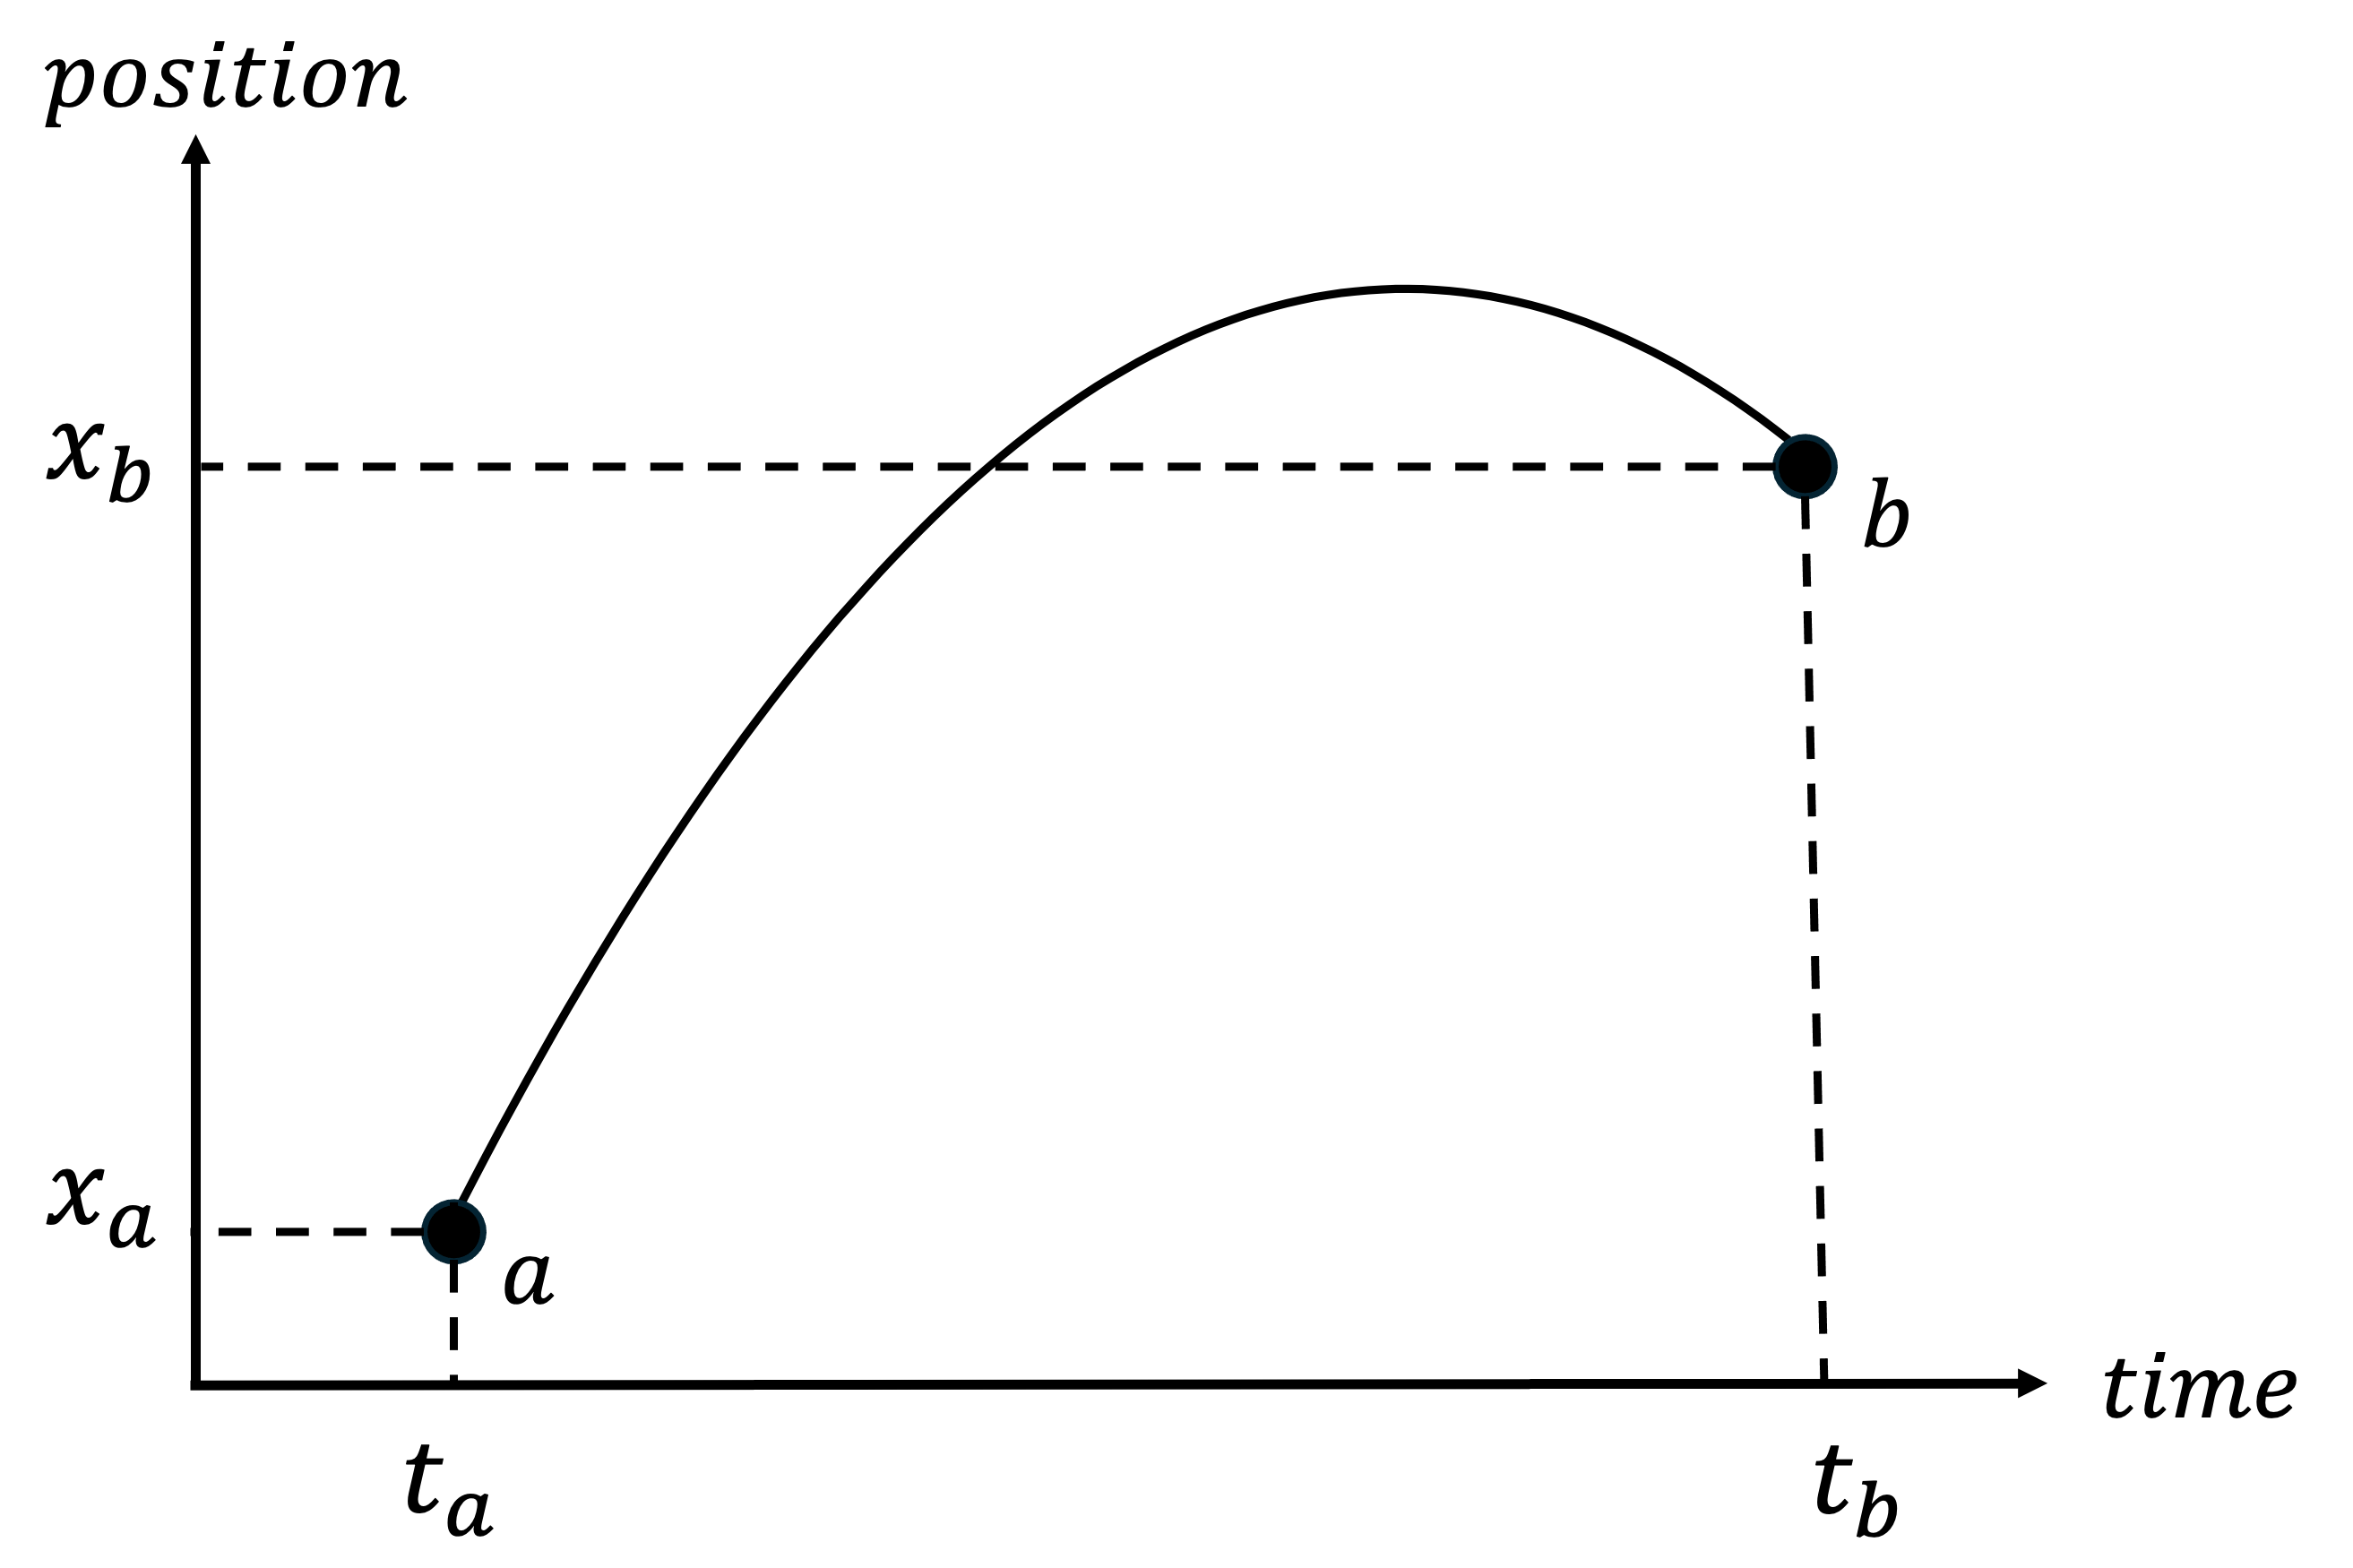 position
x_b
b
x_a
a
time
t_a
t_b